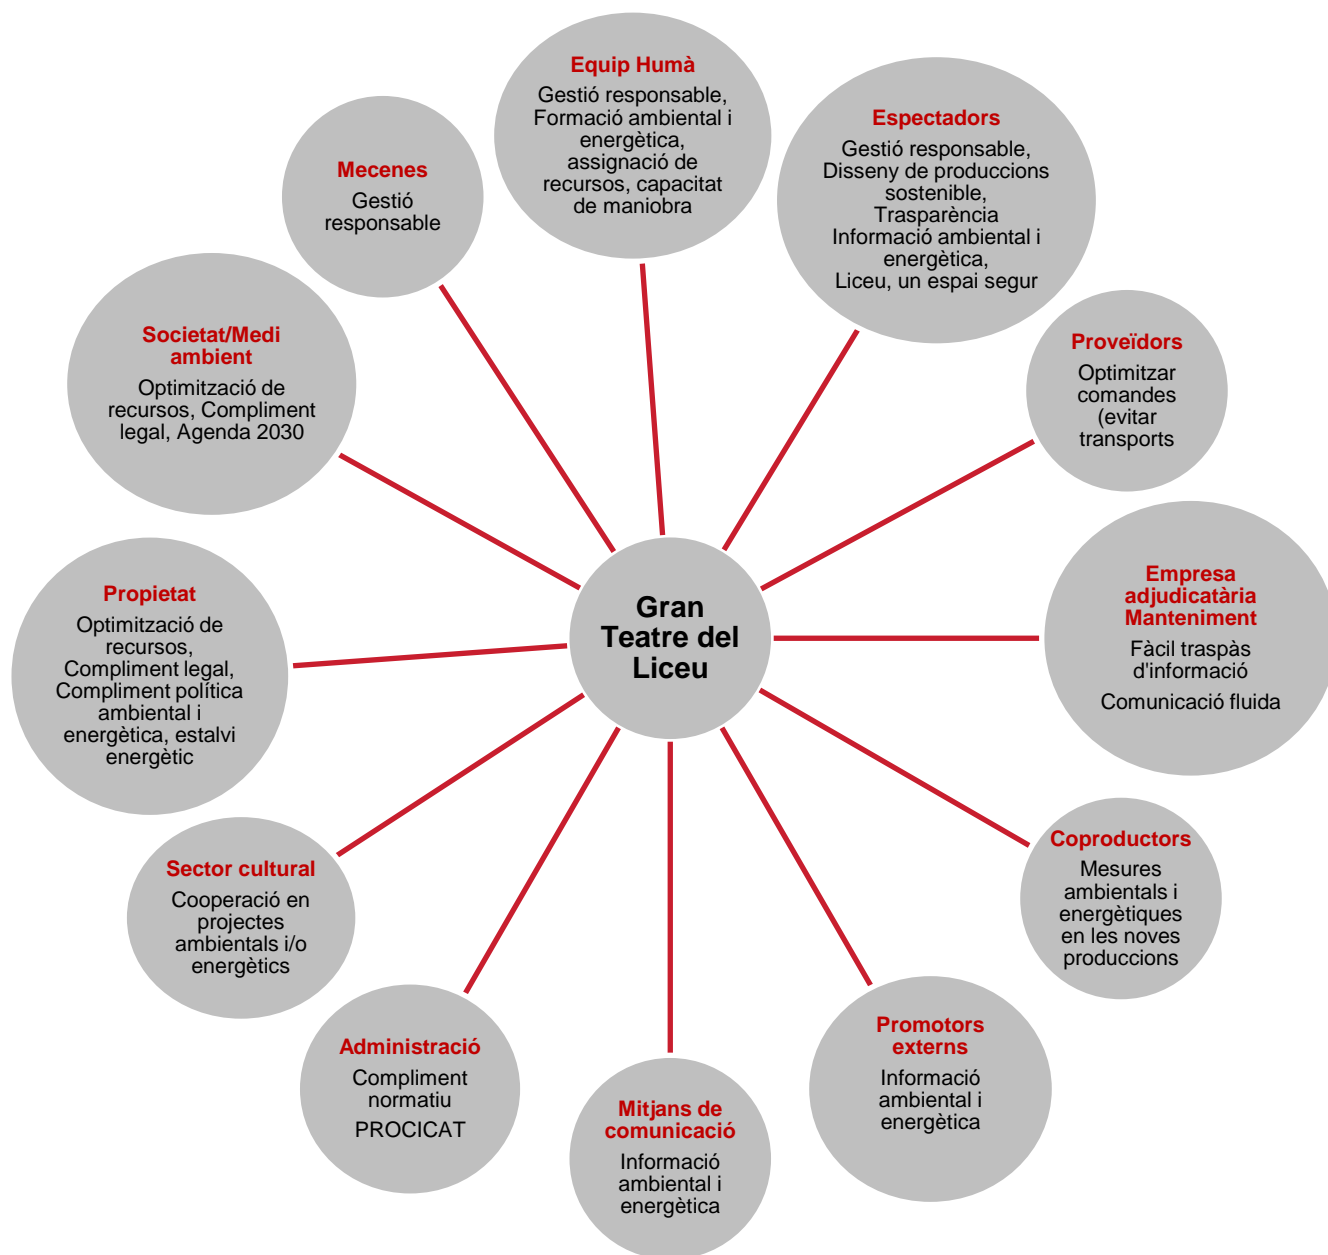 Equip Humà
Gestió responsable,
Formació ambiental i
energètica,
assignació de
recursos, capacitat
de maniobra
Espectadors
Gestió responsable,
Disseny de produccions
sostenible,
Trasparència
Informació ambiental i
energètica,
Liceu, un espai segur
Proveïdors
Optimitzar
comandes
(evitar
transports
Empresa
adjudicatària
Manteniment
Fàcil traspàs
d'informació
Comunicació fluida
Coproductors
Mesures
ambientals i
energètiques
en les noves
produccions
Promotors
externs
Informació
ambiental i
energètica
Mitjans de
comunicació
Informació
ambiental i
energètica
Administració
Compliment
normatiu
PROCICAT
Sector cultural
Cooperació en
projectes
ambientals i/o
energètics
Propietat
Optimització de
recursos,
Compliment legal,
Compliment política
ambiental i
energètica, estalvi
energètic
Societat/Medi
ambient
Optimització de
recursos, Compliment
legal, Agenda 2030
Mecenes
Gestió
responsable
Gran
Teatre del
Liceu